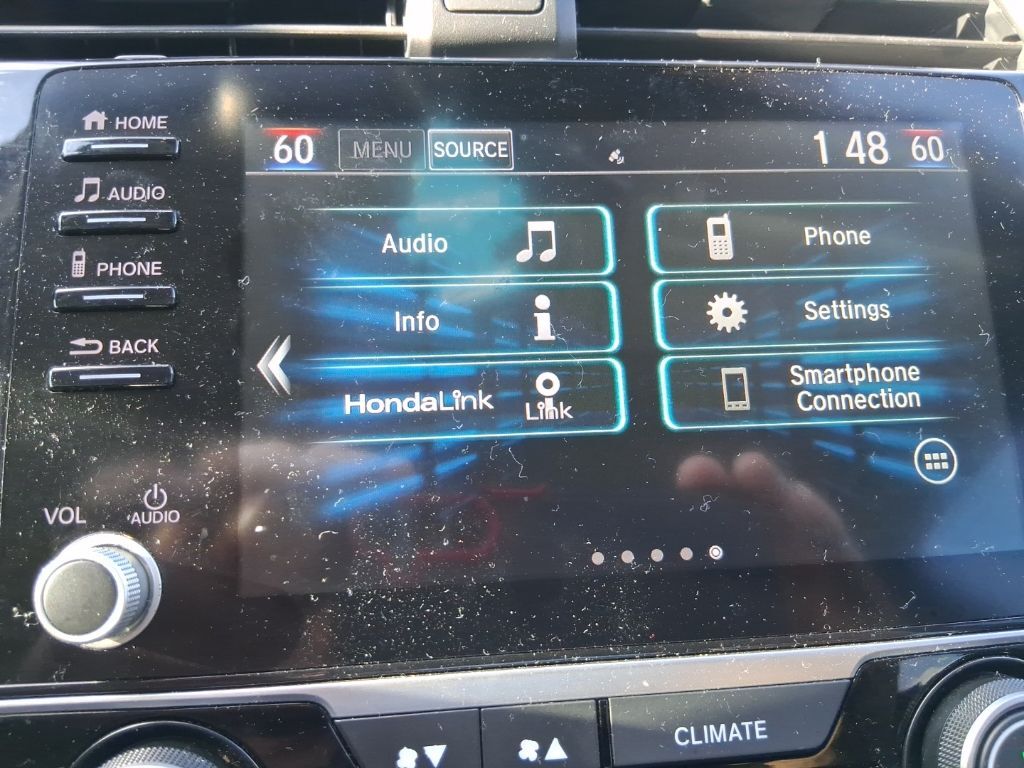 HOME
AUDIO
PHONE
BACK
VOL
AUDIO
60 MENU SOURCE 1 48 60
Audio
Phone
Info
Settings
HondaLink
Link
Smartphone
Connection
CLIMATE